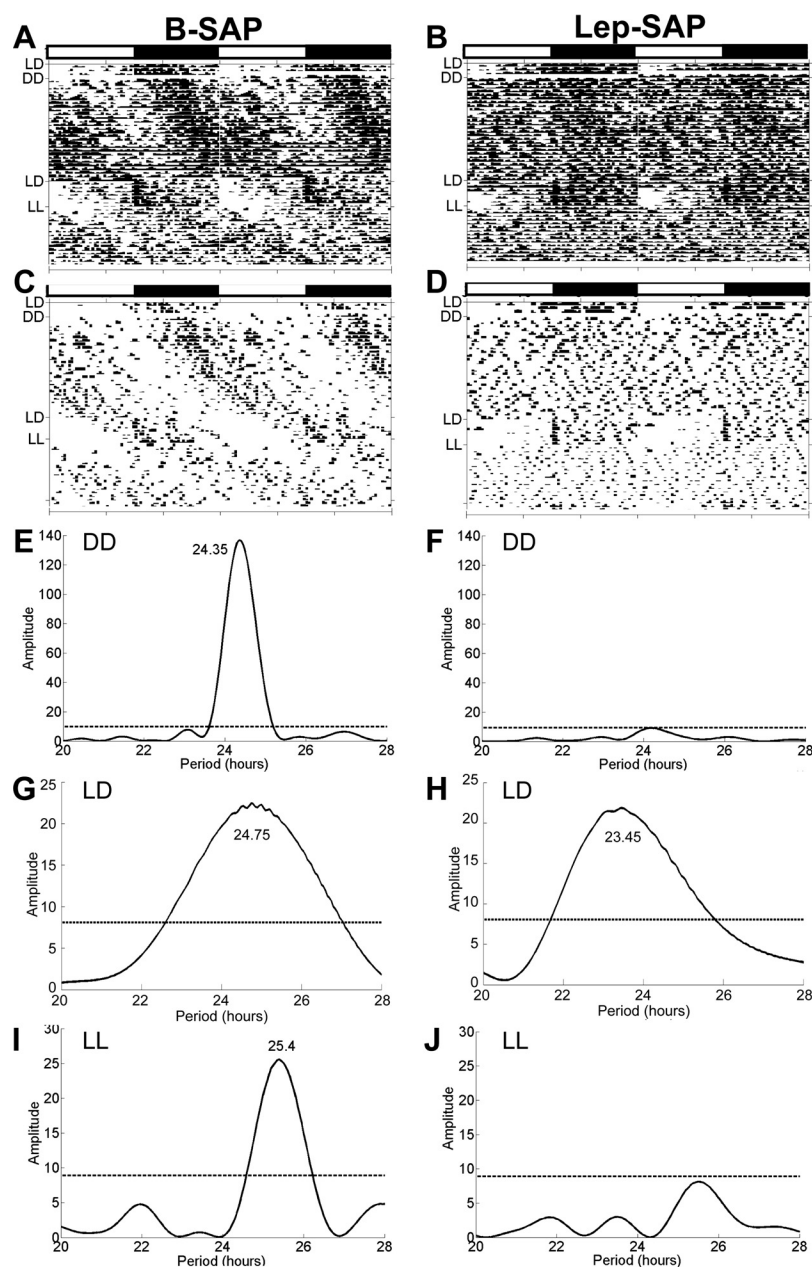 B-SAP
Lep-SAP
A
LD
DD
LD
LL
B
LD
DD
LD
LL
C
LD
DD
LD
LL
D
LD
DD
LD
LL
E
DD
140
120
100
80
60
40
20
0
Amplitude
24.35
20 22 24 26 28
Period (hours)
F
DD
140
120
100
80
60
40
20
0
Amplitude
20 22 24 26 28
Period (hours)
G
LD
25
20
15
10
5
0
Amplitude
24.75
20 22 24 26 28
Period (hours)
H
LD
25
20
15
10
5
0
Amplitude
23.45
20 22 24 26 28
Period (hours)
I
LL
30
25
20
15
10
5
0
Amplitude
25.4
20 22 24 26 28
Period (hours)
J
LL
30
25
20
15
10
5
0
Amplitude
20 22 24 26 28
Period (hours)